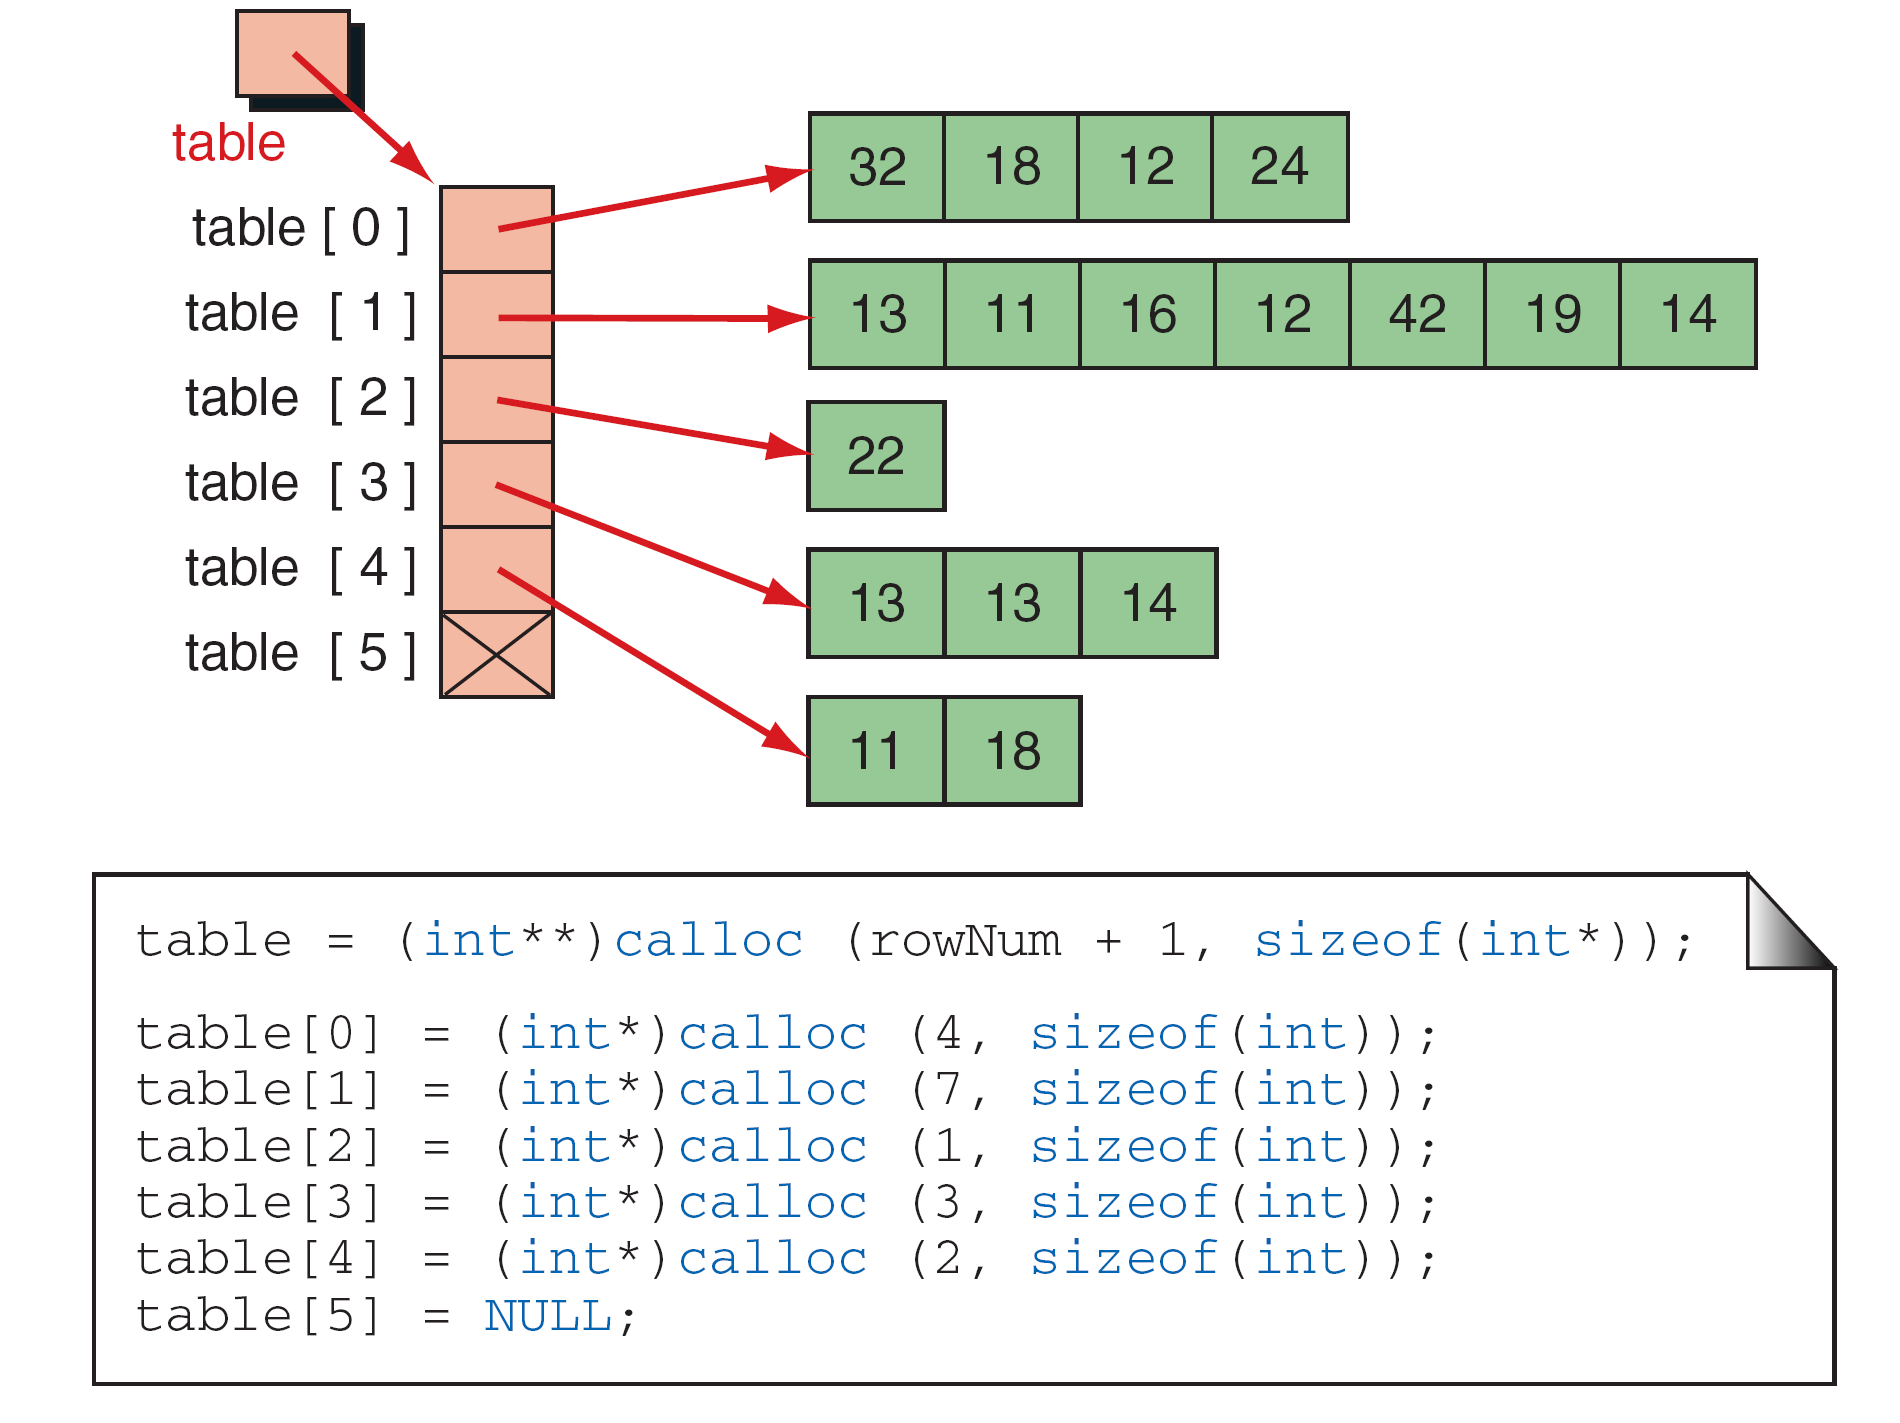 table
table [ 0 ]
32 18 12 24
table [ 1 ]
13 11 16 12 42 19 14
table [ 2 ]
22
table [ 3 ]
13 13 14
table [ 4 ]
11 18
table [ 5 ]
table = (int**)calloc (rowNum + 1, sizeof(int*));
table[0] = (int*)calloc (4, sizeof(int));
table[1] = (int*)calloc (7, sizeof(int));
table[2] = (int*)calloc (1, sizeof(int));
table[3] = (int*)calloc (3, sizeof(int));
table[4] = (int*)calloc (2, sizeof(int));
table[5] = NULL;